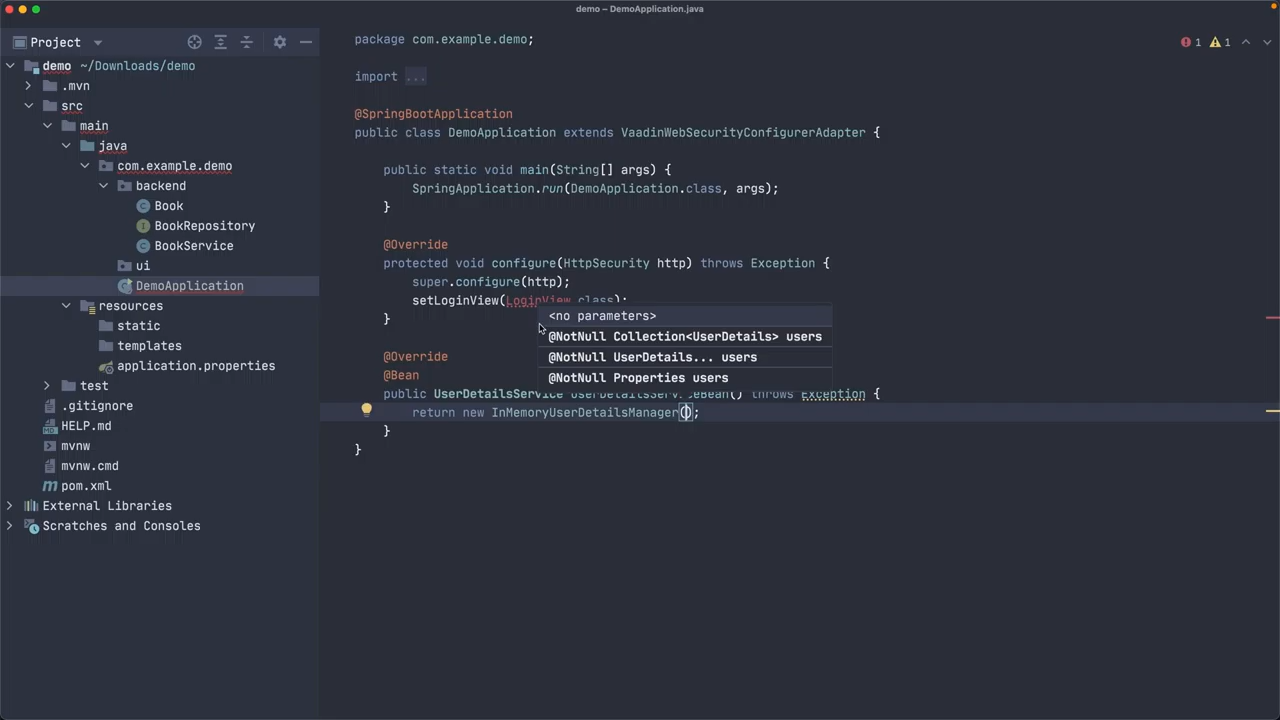 demo – DemoApplication.java
Project
demo ~/Downloads/demo
.mvn
src
main
java
com.example.demo
backend
Book
BookRepository
BookService
ui
DemoApplication
resources
static
templates
application.properties
test
.gitignore
HELP.md
mvnw
mvnw.cmd
pom.xml
External Libraries
Scratches and Consoles
1 1
package com.example.demo;
import ...
@SpringBootApplication
public class DemoApplication extends VaadinWebSecurityConfigurerAdapter {
public static void main(String[] args) {
SpringApplication.run(DemoApplication.class, args);
}
@Override
protected void configure(HttpSecurity http) throws Exception {
super.configure(http);
setLoginView(LoginView.class);
}
<no parameters>
@NotNull Collection<UserDetails> users
@NotNull UserDetails... users
@NotNull Properties users
@Override
@Bean
public UserDetailsService userDetailsServiceBean() throws Exception {
return new InMemoryUserDetailsManager();
}
}